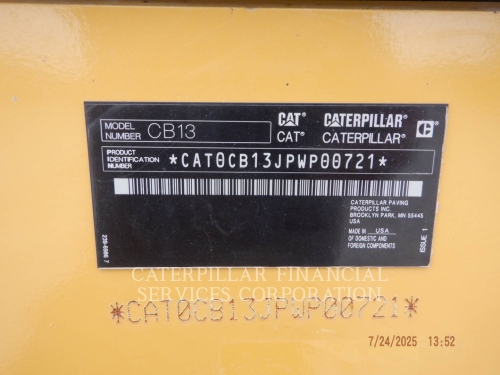 MODEL NUMBER CB13
CAT CATERPILLAR C
CAT CATERPILLAR
PRODUCT IDENTIFICATION NUMBER *CAT0CB13JPWP00721*
CATERPILLAR PAVING
PRODUCTS INC.
BROOKLYN PARK, MN 55445
USA
MADE IN USA
OF DOMESTIC AND
FOREIGN COMPONENTS
ISSUE 1
CATERPILLAR FINANCIAL
SERVICES CORPORATION
*CAT0CB13JPWP00721*
7/24/2025 13:52